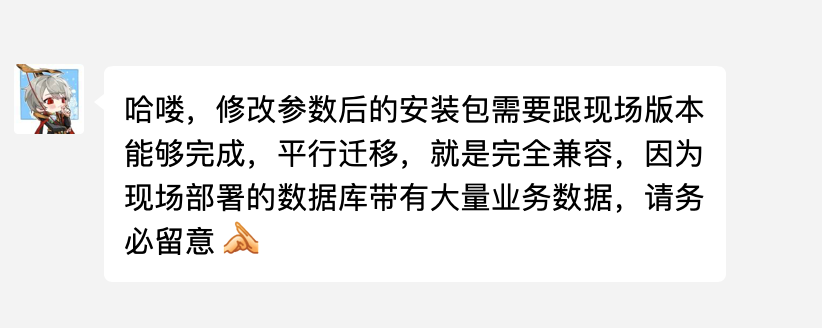 哈喽，修改参数后的安装包需要跟现场版本
能够完成，平行迁移，就是完全兼容，因为
现场部署的数据库带有大量业务数据，请务
必留意